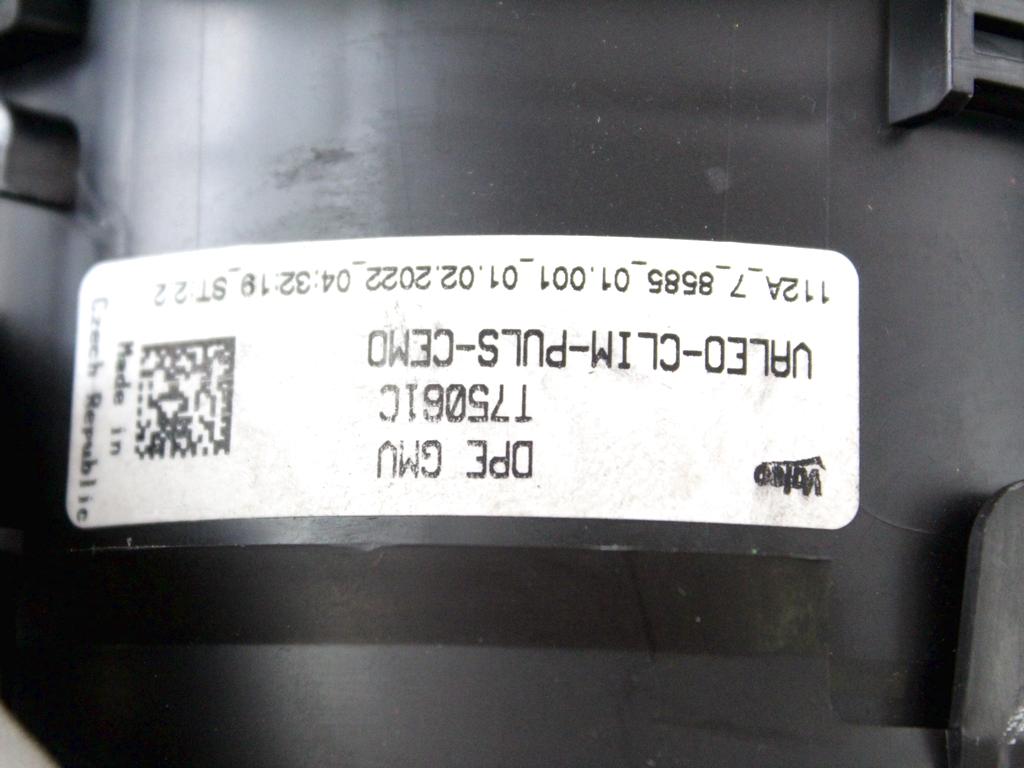 Valeo
DPE GMV
T75061C
VALEO-CLIM-PULS-CEMO
112A_7_8585_01.001_01.02.2022_04:32:19_ST:2.2
Made in
Czech Republic